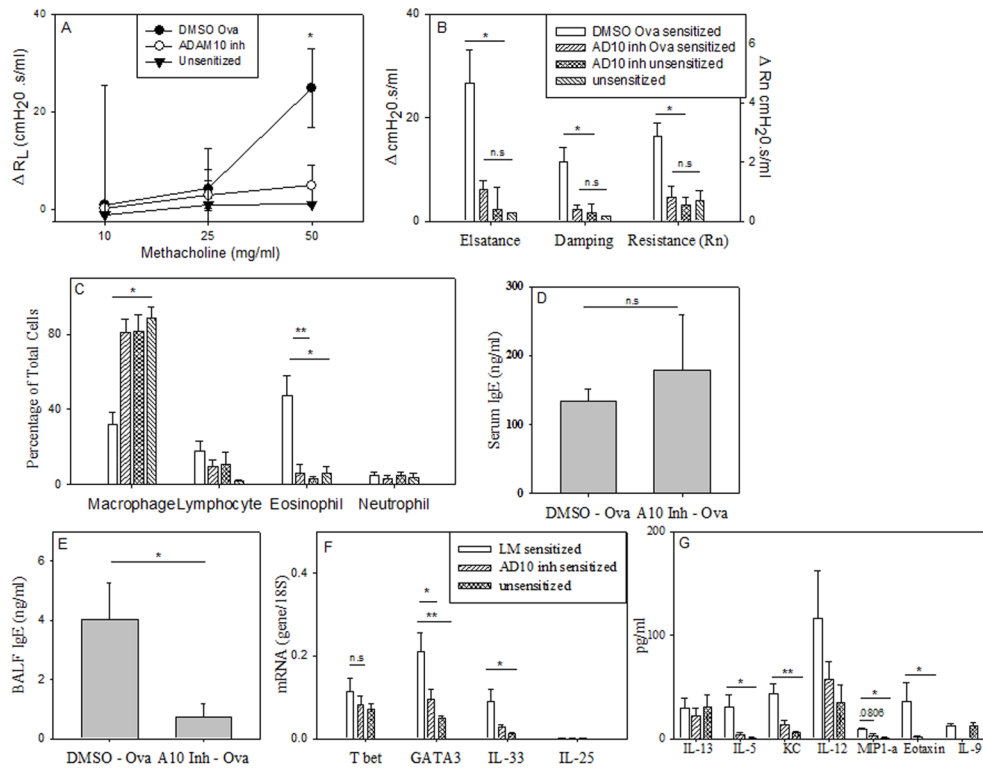 A
DMSO Ova
ADAM10 inh
Unsenitized
*
40
20
0
Δ RL (cmH20 .s/ml)
10
25
50
Methacholine (mg/ml)
B
DMSO Ova sensitized
AD10 inh Ova sensitized
AD10 inh unsensitized
unsensitized
*
n.s
*
n.s
*
n.s
40
20
0
Δ cmH20.s/ml
6
4
2
0
Δ Rn cmH20.s/ml
Elsatance
Damping
Resistance (Rn)
C
*
**
*
80
40
0
Percentage of Total Cells
Macrophage
Lymphocyte
Eosinophil
Neutrophil
D
n.s
300
200
100
0
Serum IgE (ng/ml)
DMSO - Ova
A10 Inh - Ova
E
*
6
4
2
0
BALF IgE (ng/ml)
DMSO - Ova
A10 Inh - Ova
F
LM sensitized
AD10 inh sensitized
unsensitized
n.s
*
**
*
0.4
0.2
0.0
mRNA (gene/18S)
T bet
GATA3
IL-33
IL-25
G
*
**
*
.0806
*
200
100
0
pg/ml
IL-13
IL-5
KC
IL-12
MIP1-a
Eotaxin
IL-9